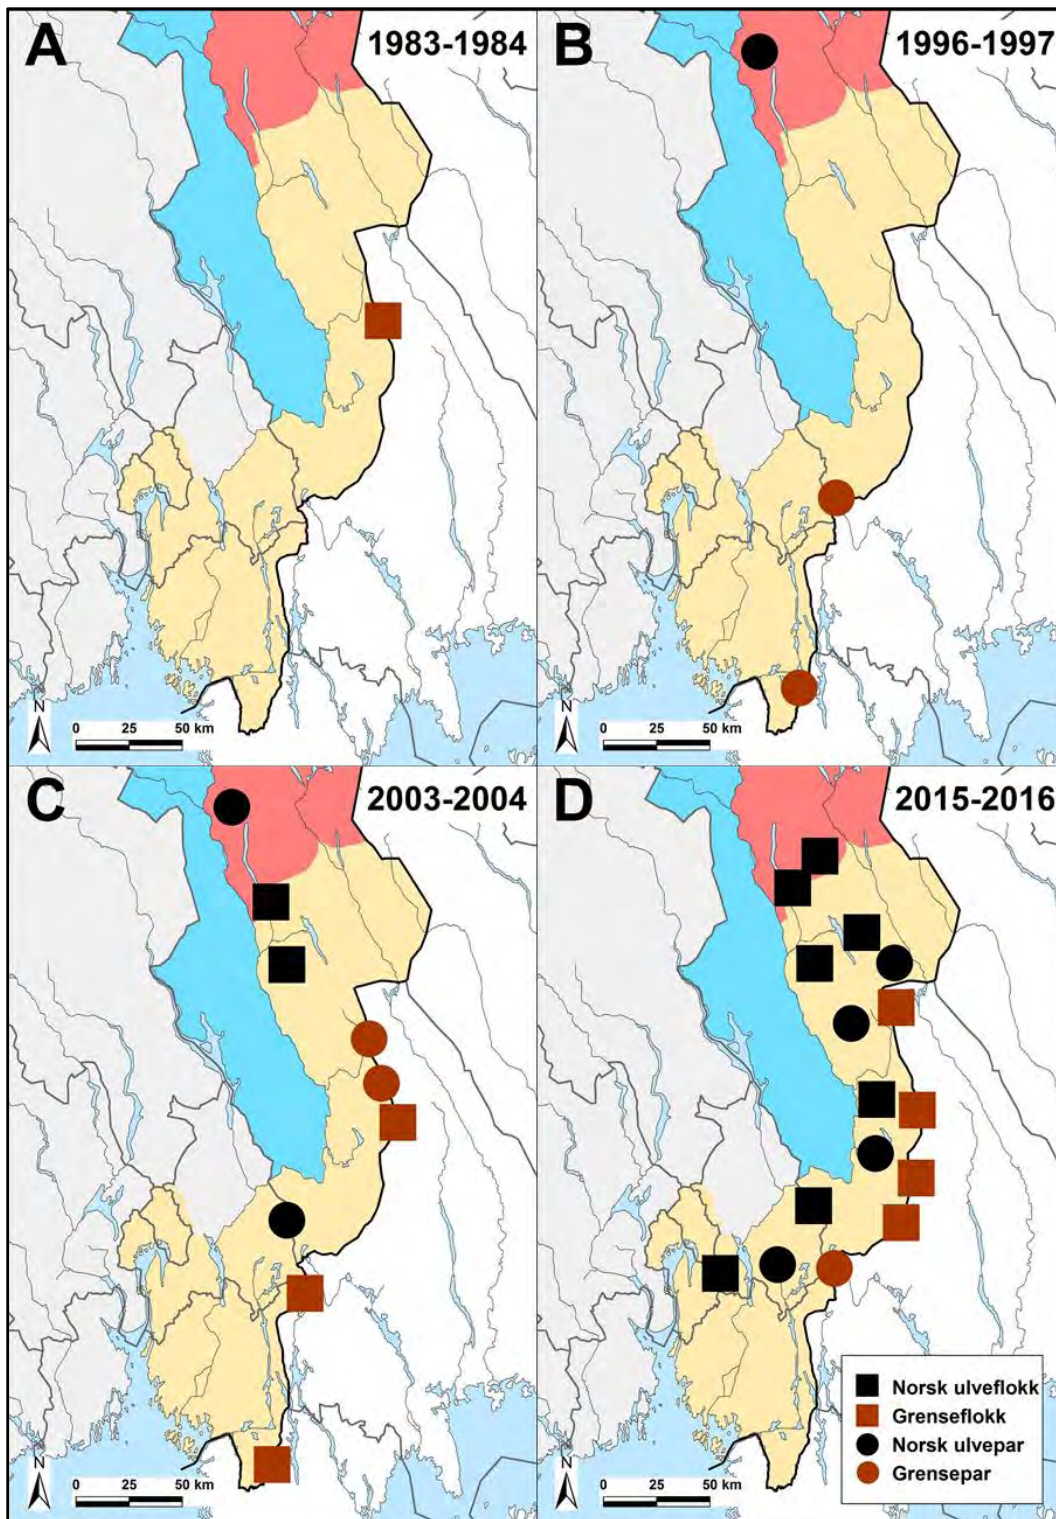 A
1983-1984
N
0
25
50 km
B
1996-1997
N
0
25
50 km
C
2003-2004
N
0
25
50 km
D
2015-2016
N
0
25
50 km
Norsk ulveflokk
Grenseflokk
Norsk ulvepar
Grensepar